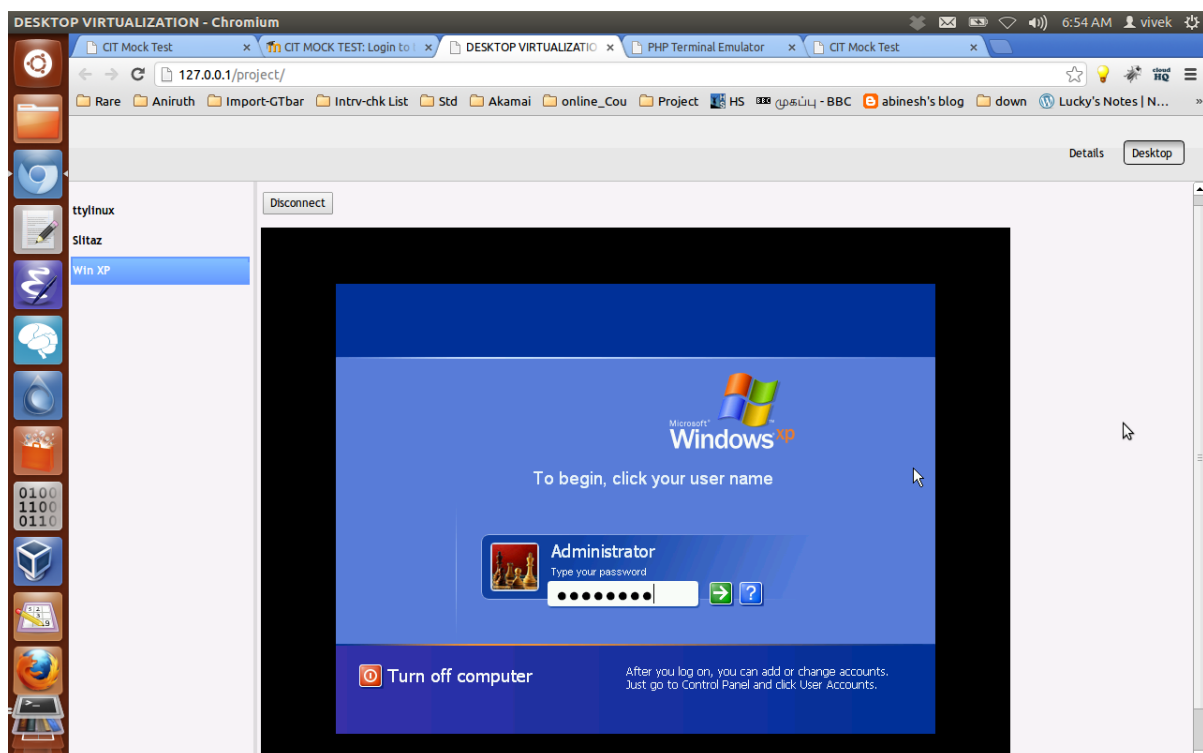 DESKTOP VIRTUALIZATION - Chromium
6:54 AM vivek
CIT Mock Test
CIT MOCK TEST: Login to
DESKTOP VIRTUALIZATIO
PHP Terminal Emulator
CIT Mock Test
127.0.0.1/project/
cloud HQ
Rare Aniruth Import-GTbar Intrv-chk List Std Akamai online_Cou Project HS முகப்பு - BBC abinesh's blog down Lucky's Notes | N... »
Details Desktop
ttylinux
Slitaz
Win XP
Disconnect
Microsoft®
Windows xp
To begin, click your user name
Administrator
Type your password
?
Turn off computer
After you log on, you can add or change accounts.
Just go to Control Panel and click User Accounts.
0100
1100
0110